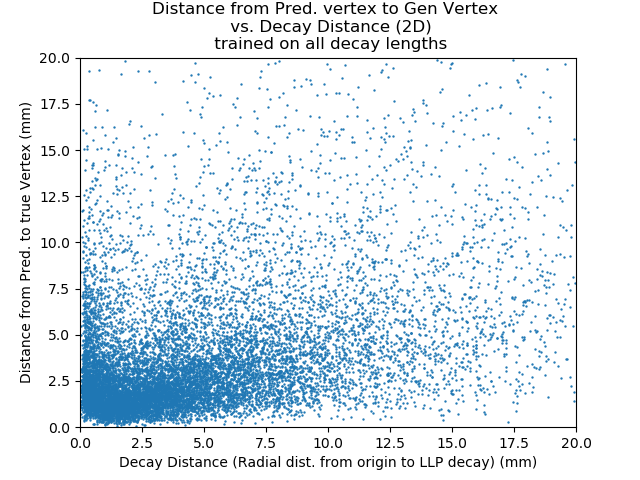 Distance from Pred. vertex to Gen Vertex
vs. Decay Distance (2D)
trained on all decay lengths
20.0
17.5
15.0
12.5
10.0
7.5
5.0
2.5
0.0
Distance from Pred. to true Vertex (mm)
0.0 2.5 5.0 7.5 10.0 12.5 15.0 17.5 20.0
Decay Distance (Radial dist. from origin to LLP decay) (mm)